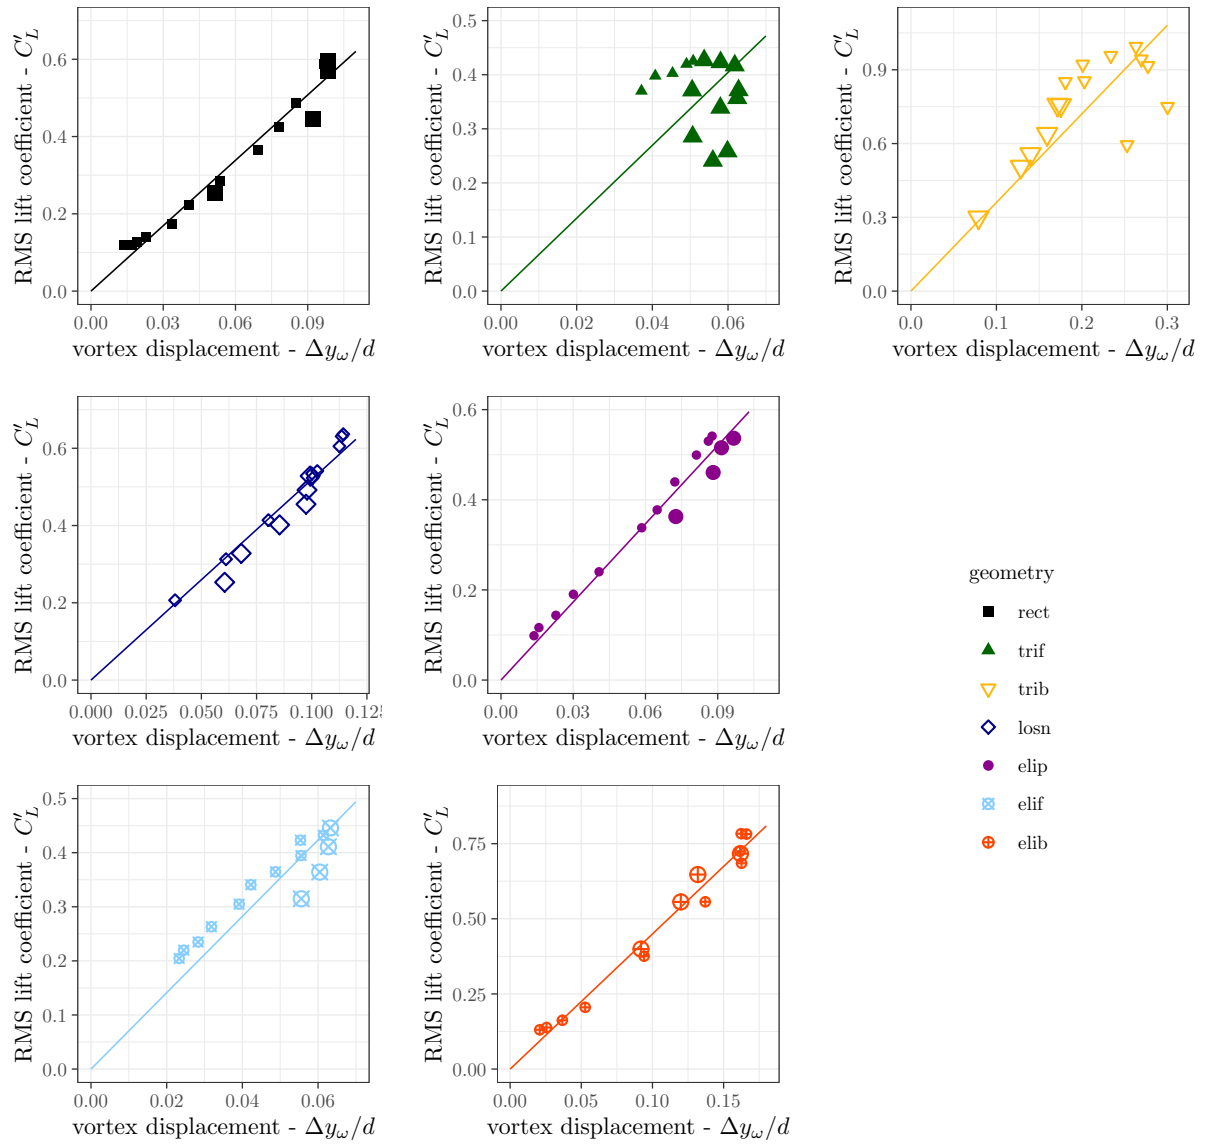 RMS lift coefficient - C′_L
0.6
0.4
0.2
0.0
0.00 0.03 0.06 0.09
vortex displacement - Δy_ω/d
RMS lift coefficient - C′_L
0.5
0.4
0.3
0.2
0.1
0.0
0.00 0.02 0.04 0.06
vortex displacement - Δy_ω/d
RMS lift coefficient - C′_L
0.9
0.6
0.3
0.0
0.0 0.1 0.2 0.3
vortex displacement - Δy_ω/d
RMS lift coefficient - C′_L
0.6
0.4
0.2
0.0
0.000 0.025 0.050 0.075 0.100 0.125
vortex displacement - Δy_ω/d
RMS lift coefficient - C′_L
0.6
0.4
0.2
0.0
0.00 0.03 0.06 0.09
vortex displacement - Δy_ω/d
geometry
rect
trif
trib
losn
elip
elif
elib
RMS lift coefficient - C′_L
0.5
0.4
0.3
0.2
0.1
0.0
0.00 0.02 0.04 0.06
vortex displacement - Δy_ω/d
RMS lift coefficient - C′_L
0.75
0.50
0.25
0.00
0.00 0.05 0.10 0.15
vortex displacement - Δy_ω/d